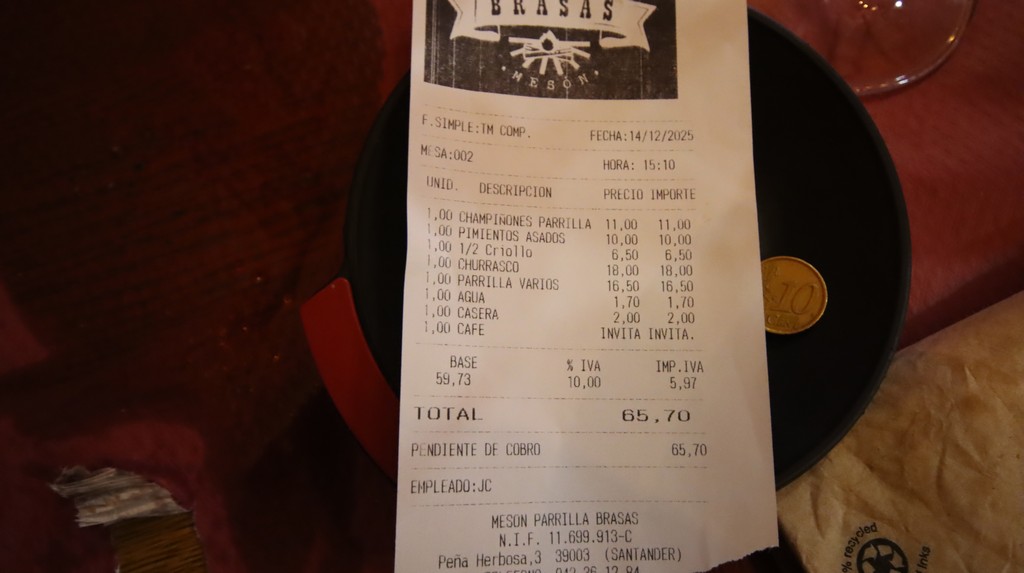 BRASAS
MESÓN
F.SIMPLE:TM COMP. FECHA:14/12/2025
MESA:002 HORA: 15:10
UNID. DESCRIPCION PRECIO IMPORTE
1,00 CHAMPIÑONES PARRILLA 11,00 11,00
1,00 PIMIENTOS ASADOS 10,00 10,00
1,00 1/2 Criollo 6,50 6,50
1,00 CHURRASCO 18,00 18,00
1,00 PARRILLA VARIOS 16,50 16,50
1,00 AGUA 1,70 1,70
1,00 CASERA 2,00 2,00
1,00 CAFE INVITA INVITA.
BASE % IVA IMP.IVA
59,73 10,00 5,97
TOTAL 65,70
PENDIENTE DE COBRO 65,70
EMPLEADO:JC
MESON PARRILLA BRASAS
N.I.F. 11.699.913-C
Peña Herbosa,3 39003 (SANTANDER)
10
% recycled
inks